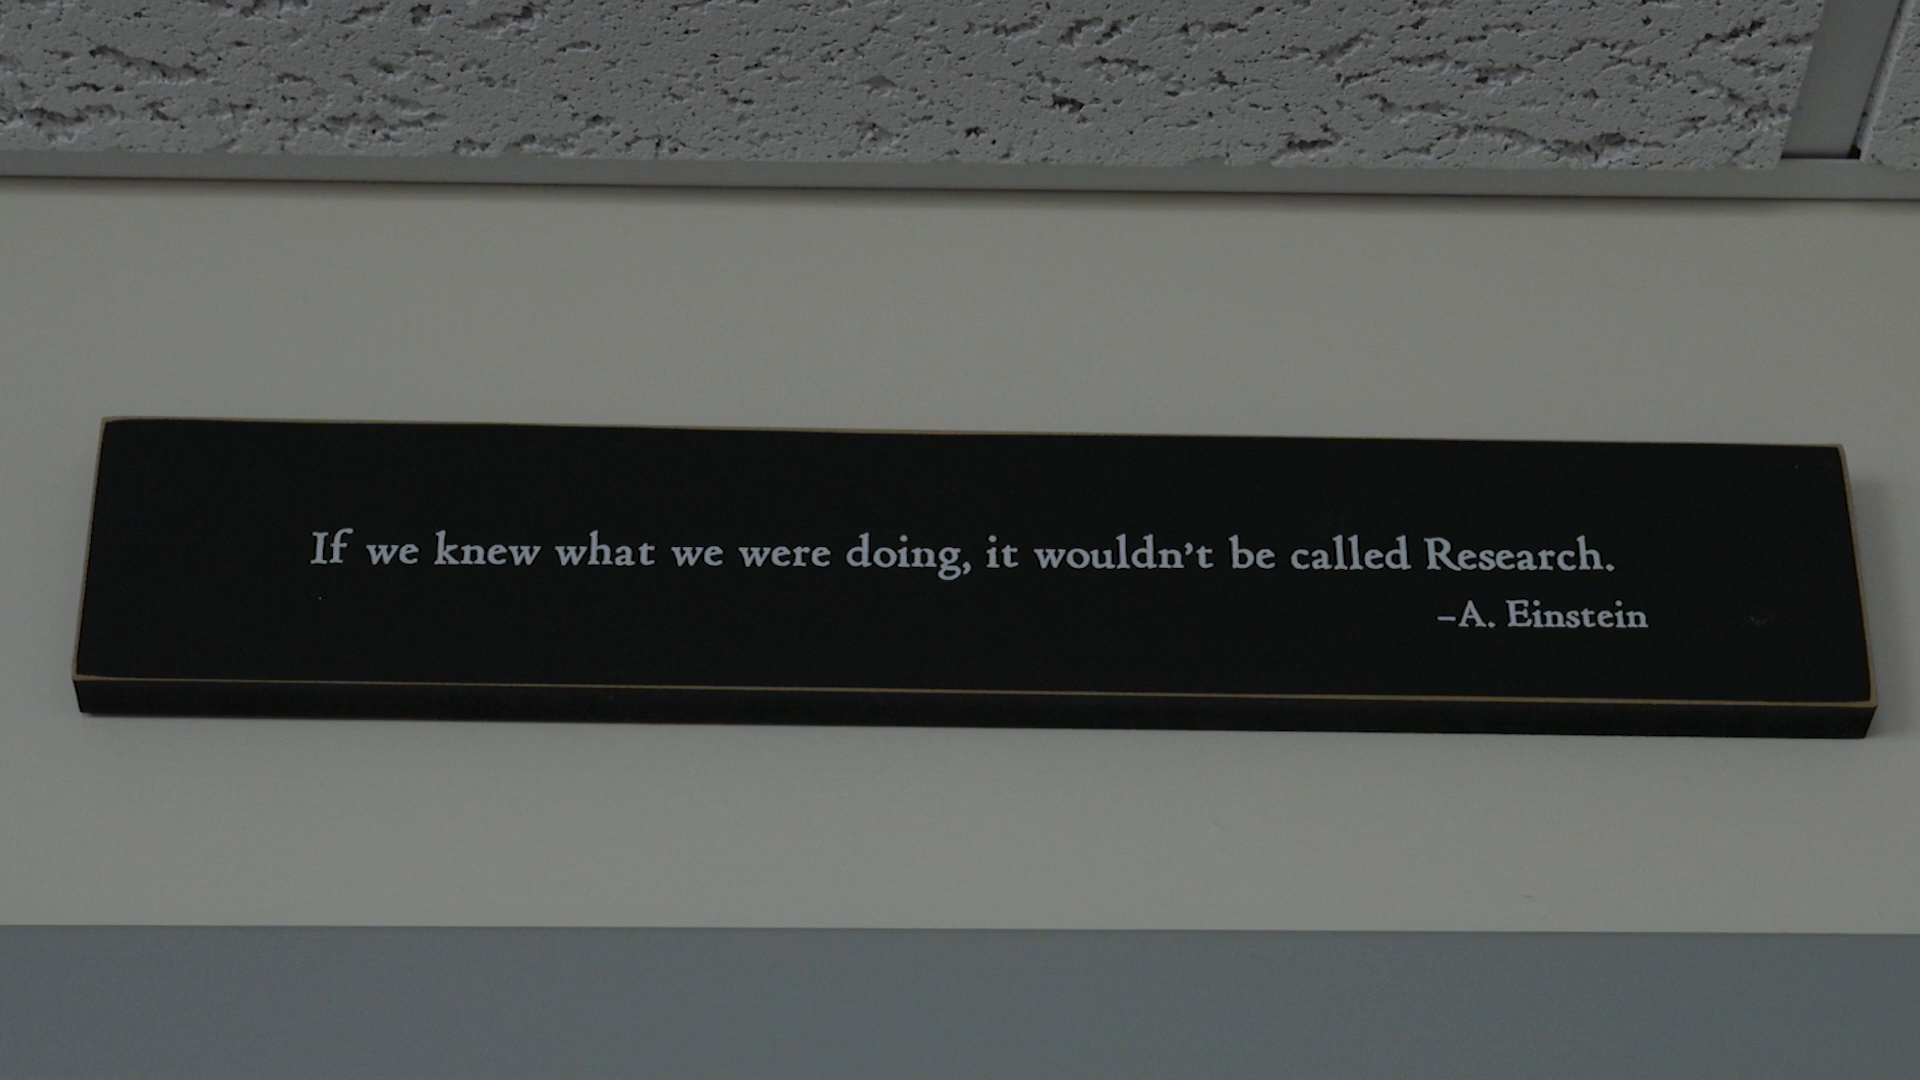 If we knew what we were doing, it wouldn't be called Research.
–A. Einstein